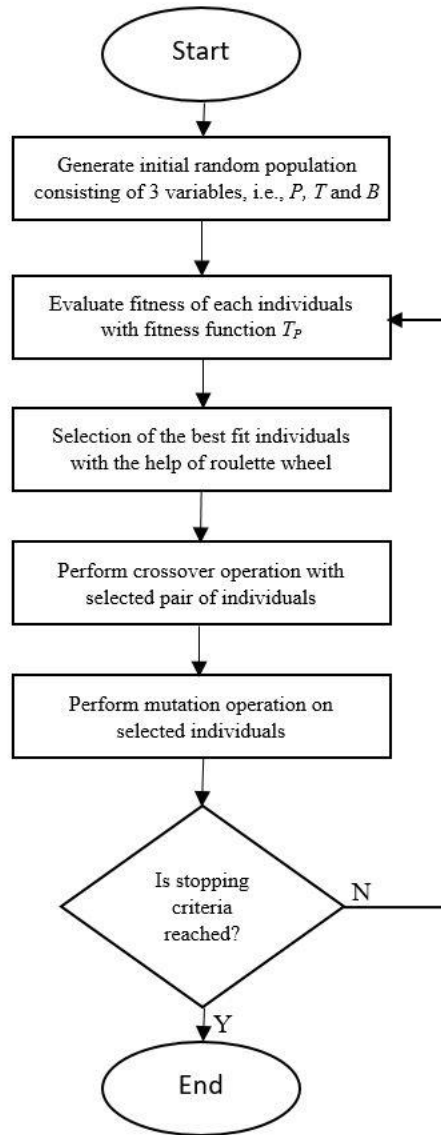 Start
Generate initial random population
consisting of 3 variables, i.e., P, T and B
Evaluate fitness of each individuals
with fitness function T_P
Selection of the best fit individuals
with the help of roulette wheel
Perform crossover operation with
selected pair of individuals
Perform mutation operation on
selected individuals
Is stopping
criteria
reached?
N
Y
End